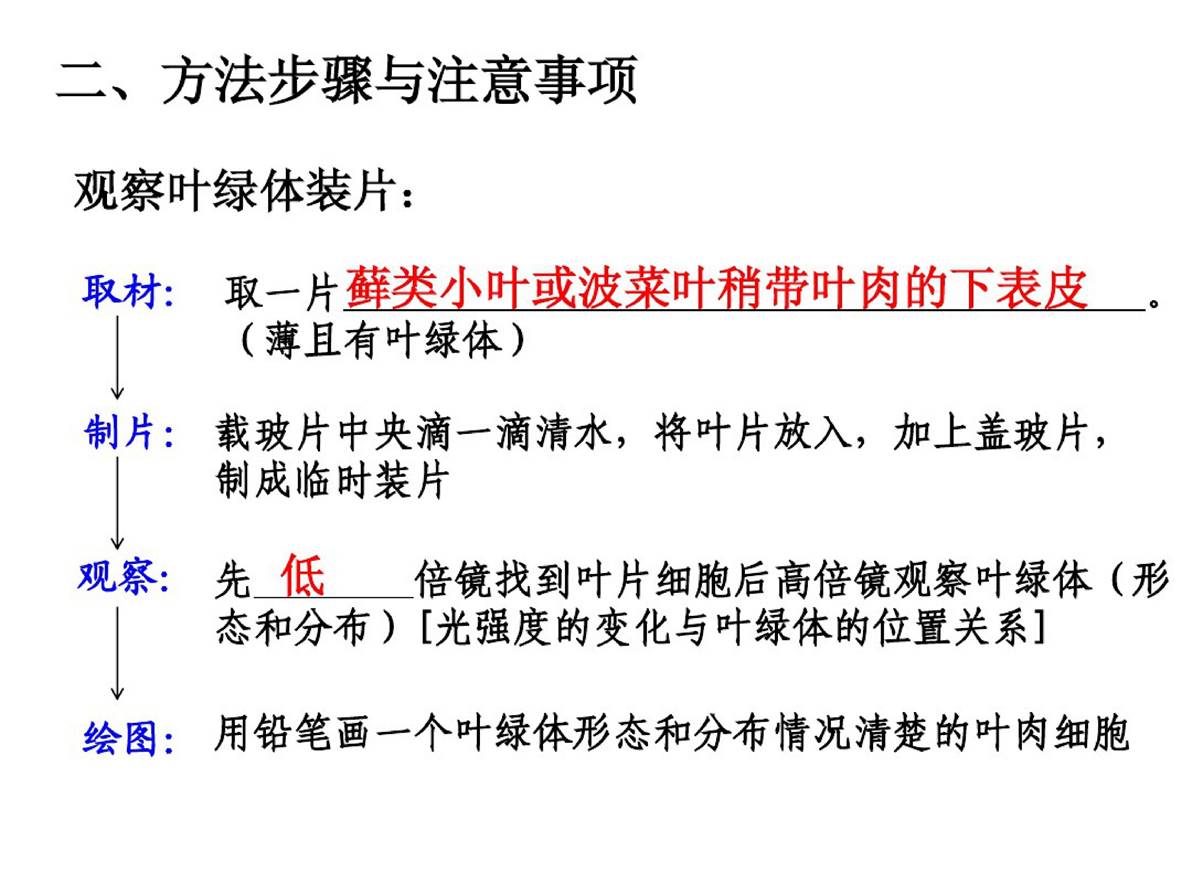 二、方法步骤与注意事项
观察叶绿体装片：
取材： 取一片藓类小叶或波菜叶稍带叶肉的下表皮。
（薄且有叶绿体）
制片： 载玻片中央滴一滴清水，将叶片放入，加上盖玻片，
制成临时装片
观察： 先 低 倍镜找到叶片细胞后高倍镜观察叶绿体（形
态和分布）[光强度的变化与叶绿体的位置关系]
绘图： 用铅笔画一个叶绿体形态和分布情况清楚的叶肉细胞